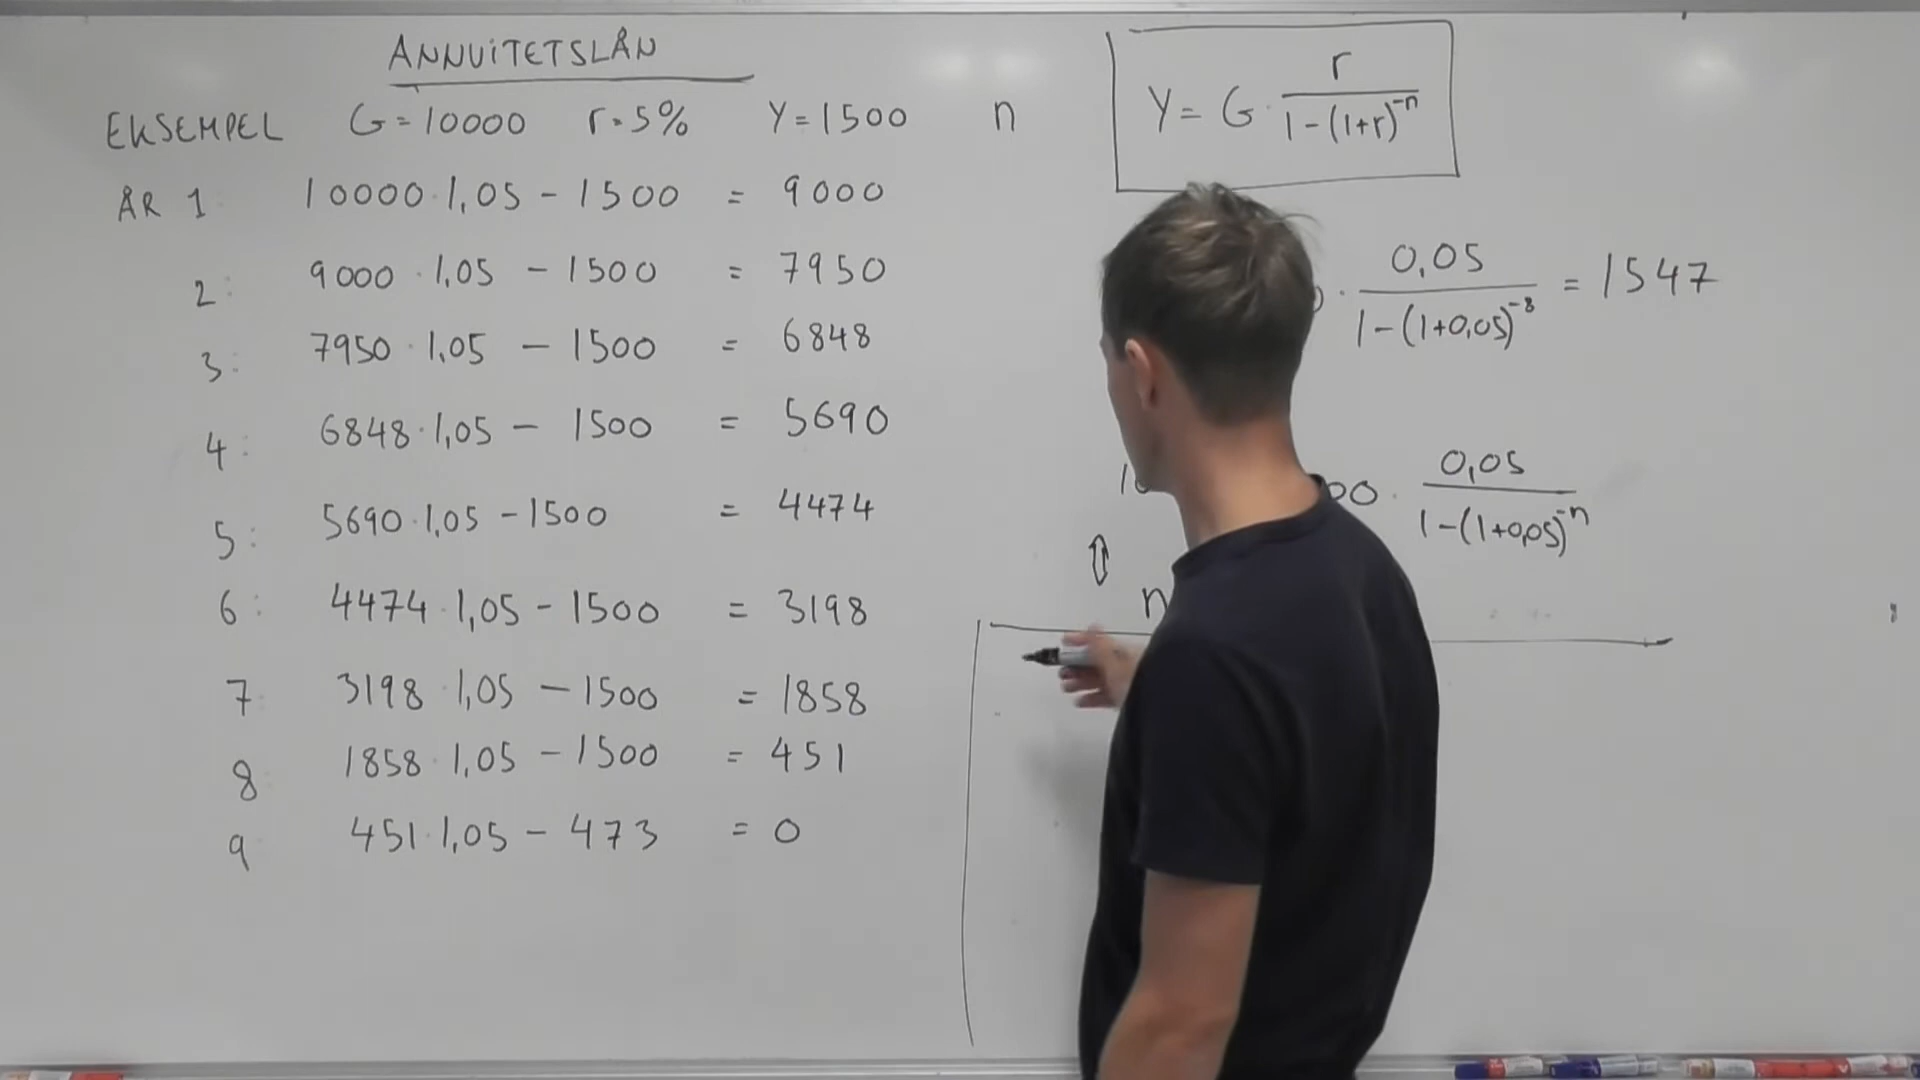 ANNUITETSLÅN
EKSEMPEL G=10000 r=5% Y=1500 n
ÅR 1: 10000·1,05 - 1500 = 9000
2: 9000·1,05 - 1500 = 7950
3: 7950·1,05 - 1500 = 6848
4: 6848·1,05 - 1500 = 5690
5: 5690·1,05 - 1500 = 4474
6: 4474·1,05 - 1500 = 3198
7: 3198·1,05 - 1500 = 1858
8 1858·1,05 - 1500 = 451
9 451·1,05 - 473 = 0
Y = G · r / (1-(1+r)^-n)
· 0,05 / (1-(1+0,05)^-8) = 1547
00 · 0,05 / (1-(1+0,05)^-n)
⇕
n